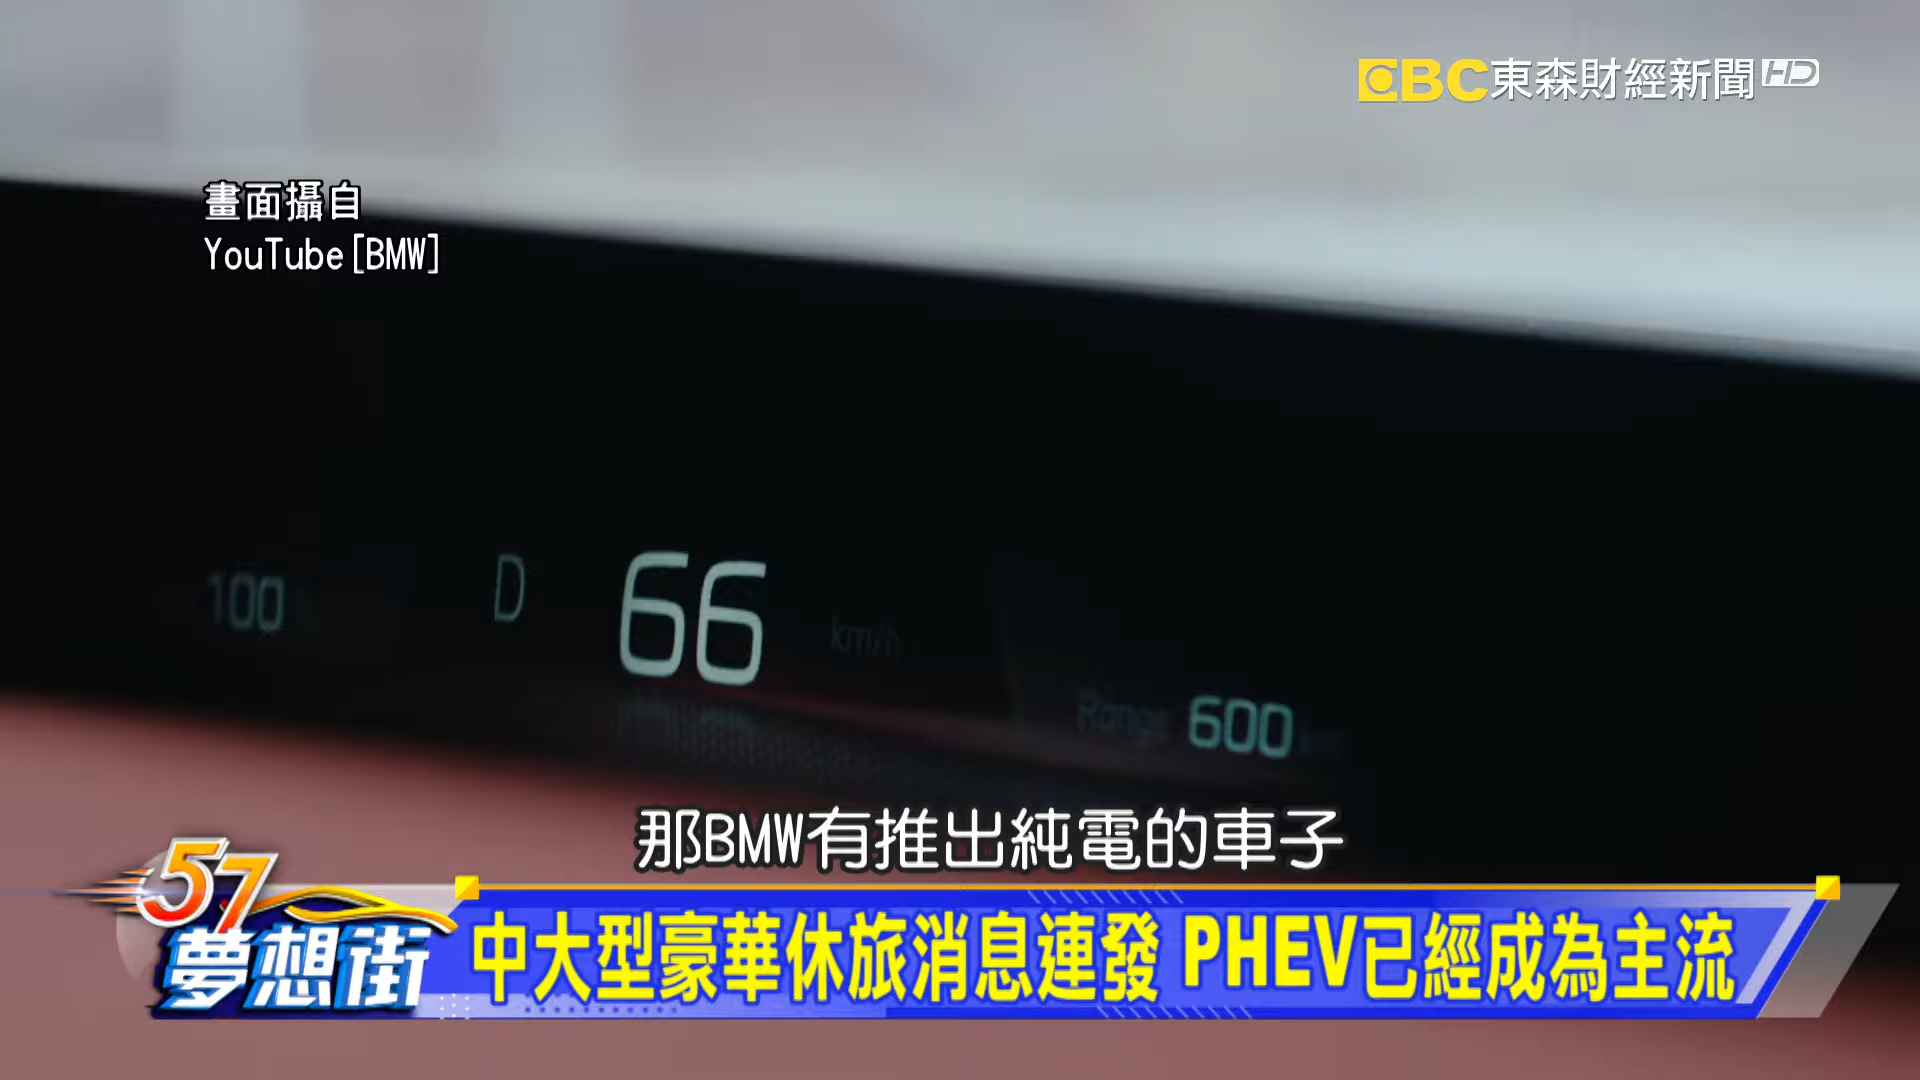 EBC東森財經新聞HD
畫面攝自
YouTube[BMW]
100
D 66 km/h
Range 600
那BMW有推出純電的車子
57夢想街
中大型豪華休旅消息連發 PHEV已經成為主流